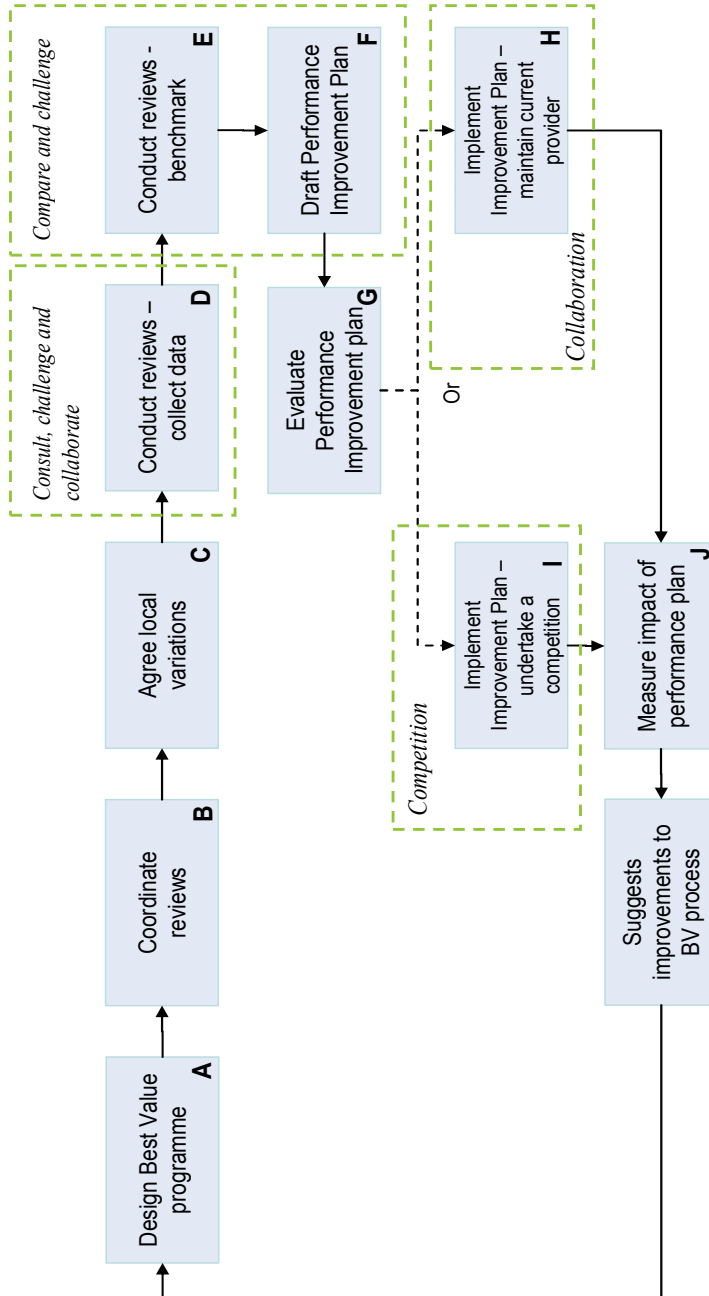 Design Best Value
programme
A
Coordinate
reviews
B
Agree local
variations
C
Consult, challenge and
collaborate
Conduct reviews –
collect data
D
Compare and challenge
Conduct reviews -
benchmark
E
Draft Performance
Improvement Plan
F
Evaluate
Performance
Improvement plan
G
Or
Competition
Implement
Improvement Plan –
undertake a
competition
I
Implement
Improvement Plan –
maintain current
provider
H
Collaboration
Measure impact of
performance plan
J
Suggests
improvements to
BV process